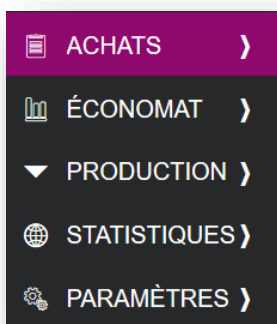 ACHATS ❱
ÉCONOMAT ❱
PRODUCTION ❱
STATISTIQUES ❱
PARAMÈTRES ❱